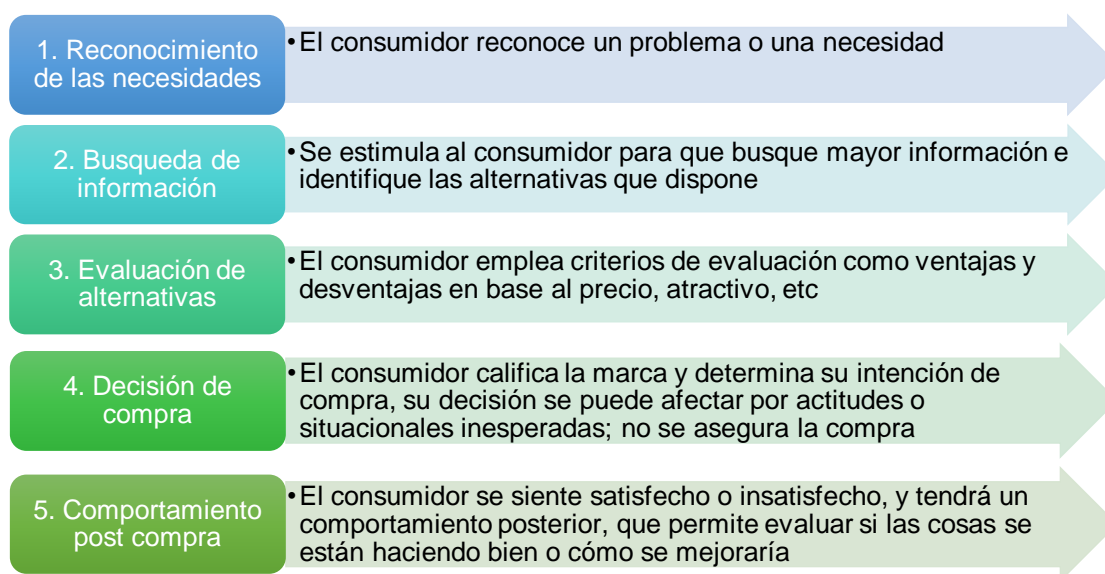 1. Reconocimiento
de las necesidades
•El consumidor reconoce un problema o una necesidad
2. Busqueda de
información
•Se estimula al consumidor para que busque mayor información e
identifique las alternativas que dispone
3. Evaluación de
alternativas
•El consumidor emplea criterios de evaluación como ventajas y
desventajas en base al precio, atractivo, etc
4. Decisión de
compra
•El consumidor califica la marca y determina su intención de
compra, su decisión se puede afectar por actitudes o
situacionales inesperadas; no se asegura la compra
5. Comportamiento
post compra
•El consumidor se siente satisfecho o insatisfecho, y tendrá un
comportamiento posterior, que permite evaluar si las cosas se
están haciendo bien o cómo se mejoraría